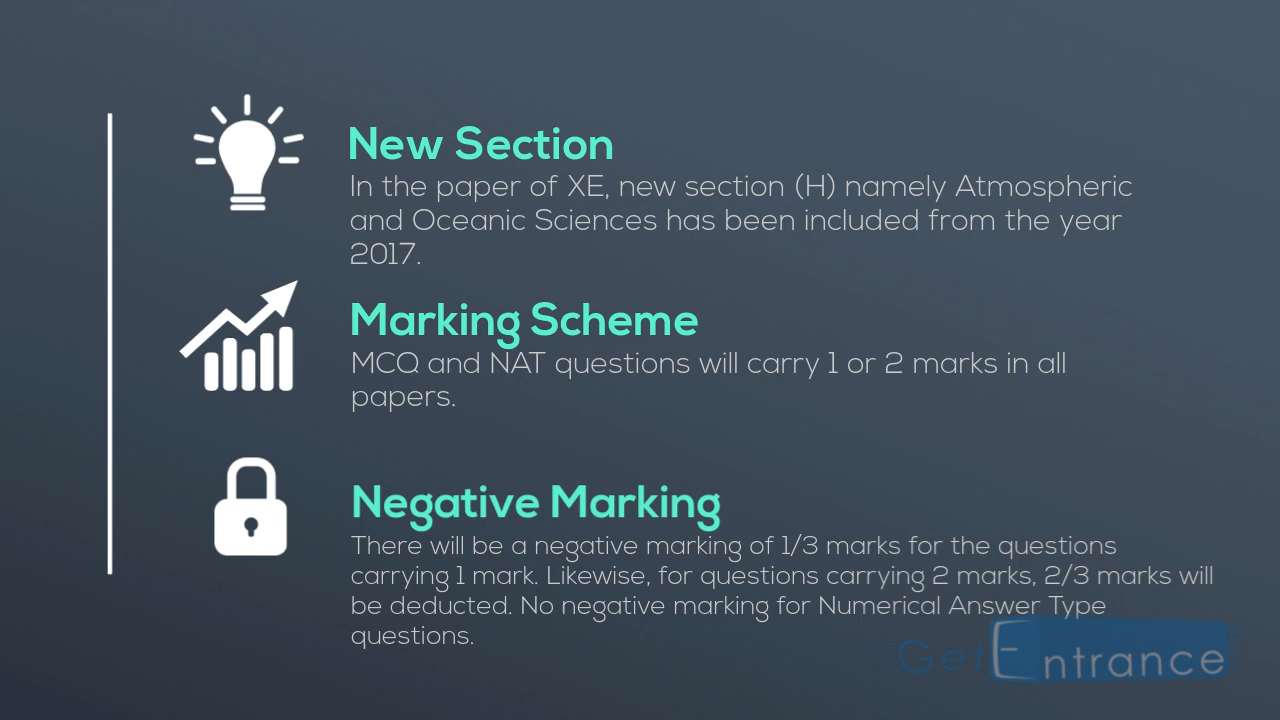 New Section
In the paper of XE, new section (H) namely Atmospheric
and Oceanic Sciences has been included from the year
2017.
Marking Scheme
MCQ and NAT questions will carry 1 or 2 marks in all
papers.
Negative Marking
There will be a negative marking of 1/3 marks for the questions
carrying 1 mark. Likewise, for questions carrying 2 marks, 2/3 marks will
be deducted. No negative marking for Numerical Answer Type
questions.
GetEntrance